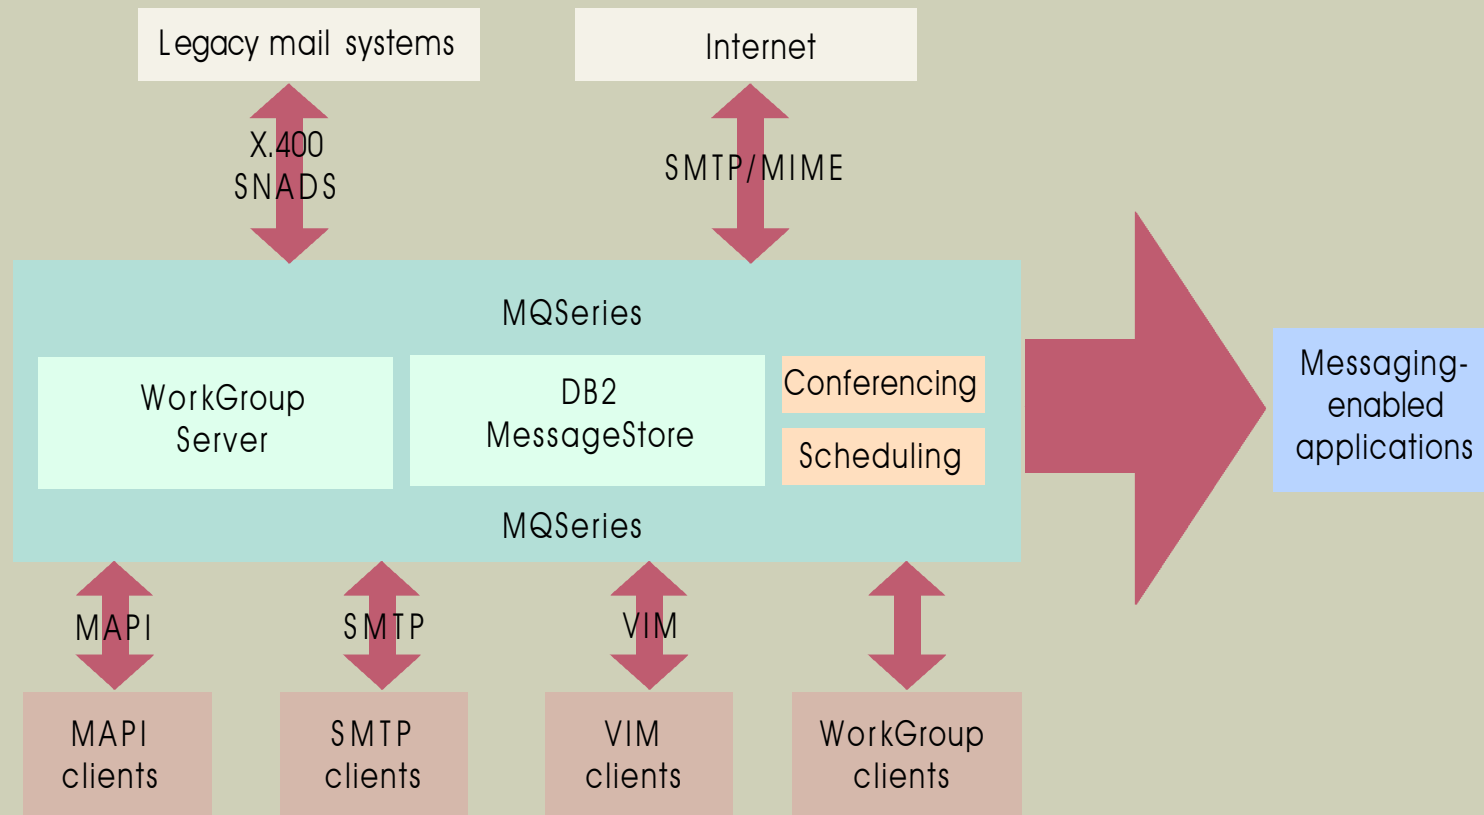 Legacy mail systems
Internet
X.400
SNADS
SMTP/MIME
MQSeries
WorkGroup
Server
DB2
MessageStore
Conferencing
Scheduling
MQSeries
Messaging-
enabled
applications
MAPI
SMTP
VIM
MAPI
clients
SMTP
clients
VIM
clients
WorkGroup
clients